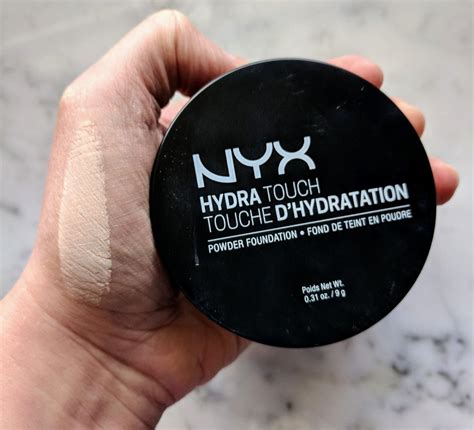 NYX
HYDRA TOUCH
TOUCHE D'HYDRATATION
POWDER FOUNDATION • FOND DE TEINT EN POUDRE
Poids Net Wt.
0.31 oz. / 9 g